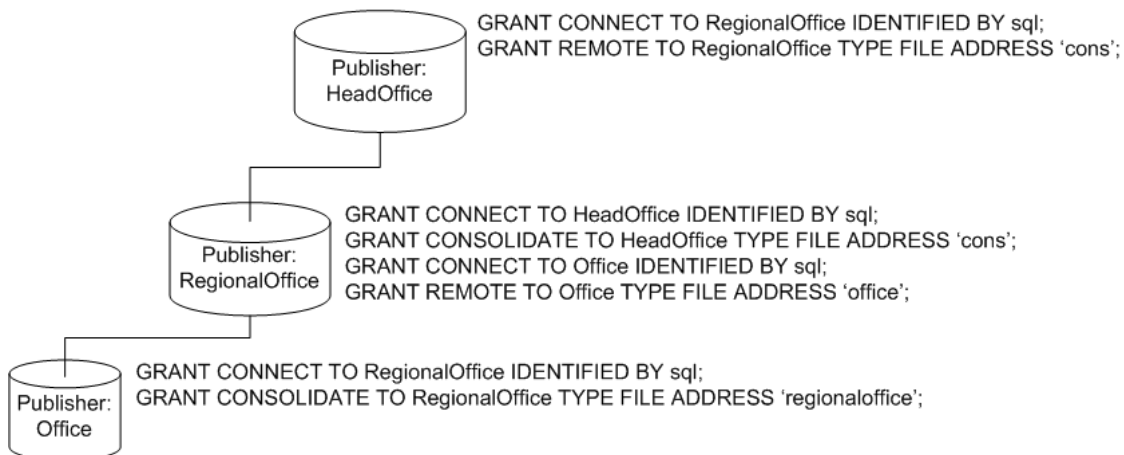 GRANT CONNECT TO RegionalOffice IDENTIFIED BY sql;
GRANT REMOTE TO RegionalOffice TYPE FILE ADDRESS ‘cons’;
Publisher:
HeadOffice
GRANT CONNECT TO HeadOffice IDENTIFIED BY sql;
GRANT CONSOLIDATE TO HeadOffice TYPE FILE ADDRESS ‘cons’;
GRANT CONNECT TO Office IDENTIFIED BY sql;
GRANT REMOTE TO Office TYPE FILE ADDRESS ‘office’;
Publisher:
RegionalOffice
GRANT CONNECT TO RegionalOffice IDENTIFIED BY sql;
GRANT CONSOLIDATE TO RegionalOffice TYPE FILE ADDRESS ‘regionaloffice’;
Publisher:
Office